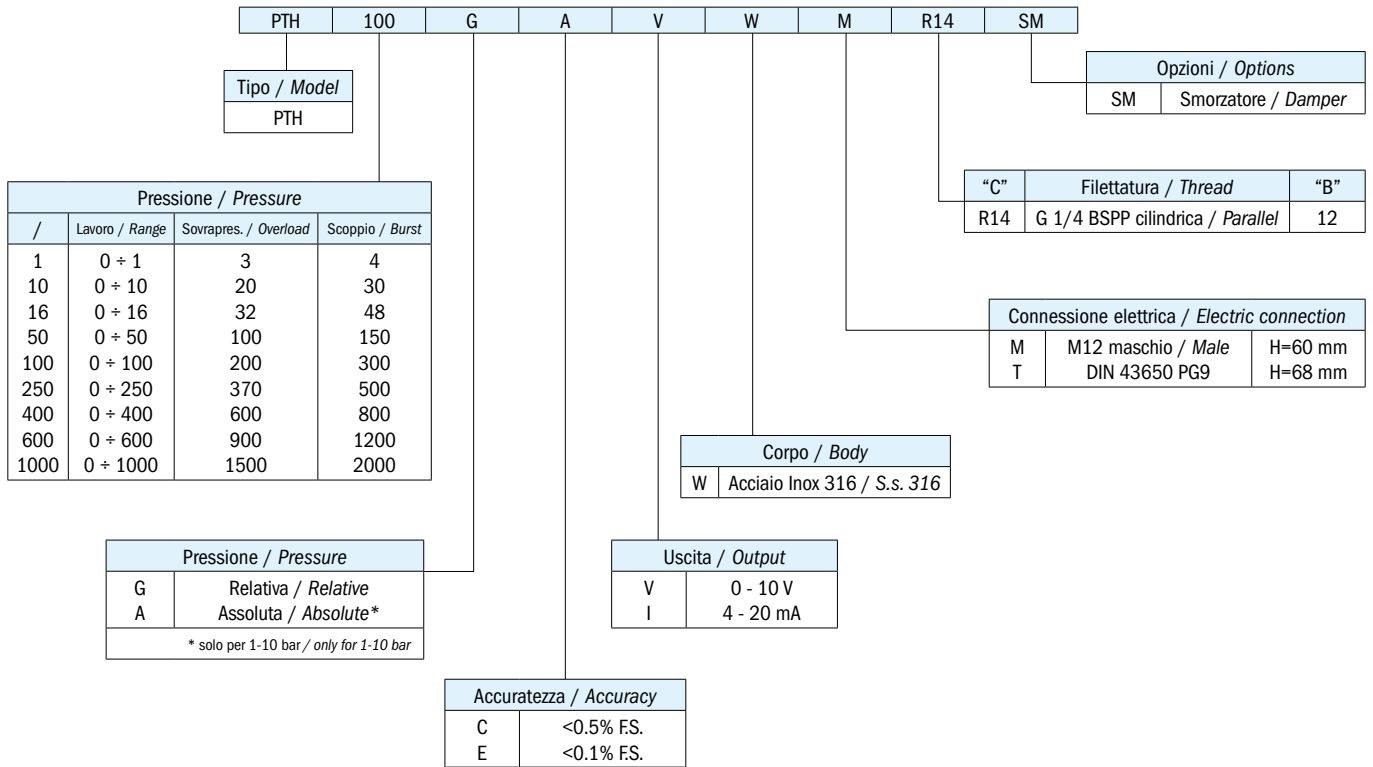 PTH 100 G A V W M R14 SM
Tipo / Model
PTH
Opzioni / Options
SM Smorzatore / Damper
"C" Filettatura / Thread "B"
R14 G 1/4 BSPP cilindrica / Parallel 12
Pressione / Pressure
/ Lavoro / Range Sovrapres. / Overload Scoppio / Burst
1 0 ÷ 1 3 4
10 0 ÷ 10 20 30
16 0 ÷ 16 32 48
50 0 ÷ 50 100 150
100 0 ÷ 100 200 300
250 0 ÷ 250 370 500
400 0 ÷ 400 600 800
600 0 ÷ 600 900 1200
1000 0 ÷ 1000 1500 2000
Connessione elettrica / Electric connection
M M12 maschio / Male H=60 mm
T DIN 43650 PG9 H=68 mm
Corpo / Body
W Acciaio Inox 316 / S.s. 316
Pressione / Pressure
G Relativa / Relative
A Assoluta / Absolute*
* solo per 1-10 bar / only for 1-10 bar
Uscita / Output
V 0 - 10 V
I 4 - 20 mA
Accuratezza / Accuracy
C <0.5% F.S.
E <0.1% F.S.